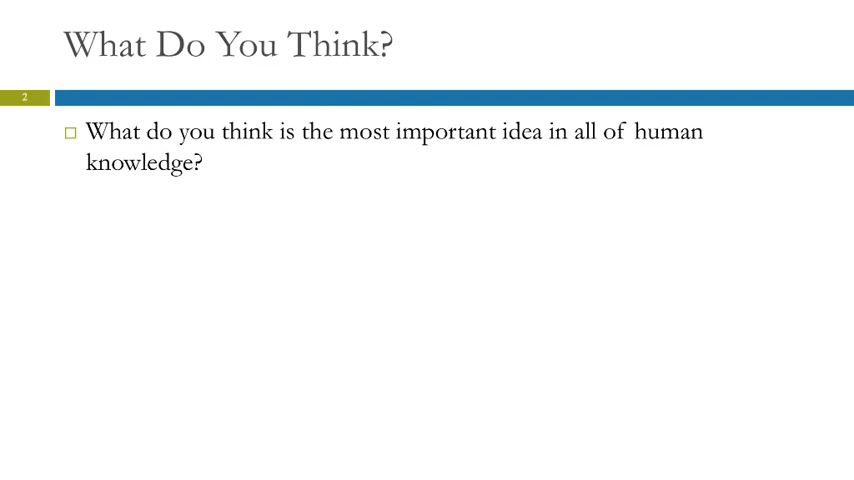 What Do You Think?
2
What do you think is the most important idea in all of human
knowledge?